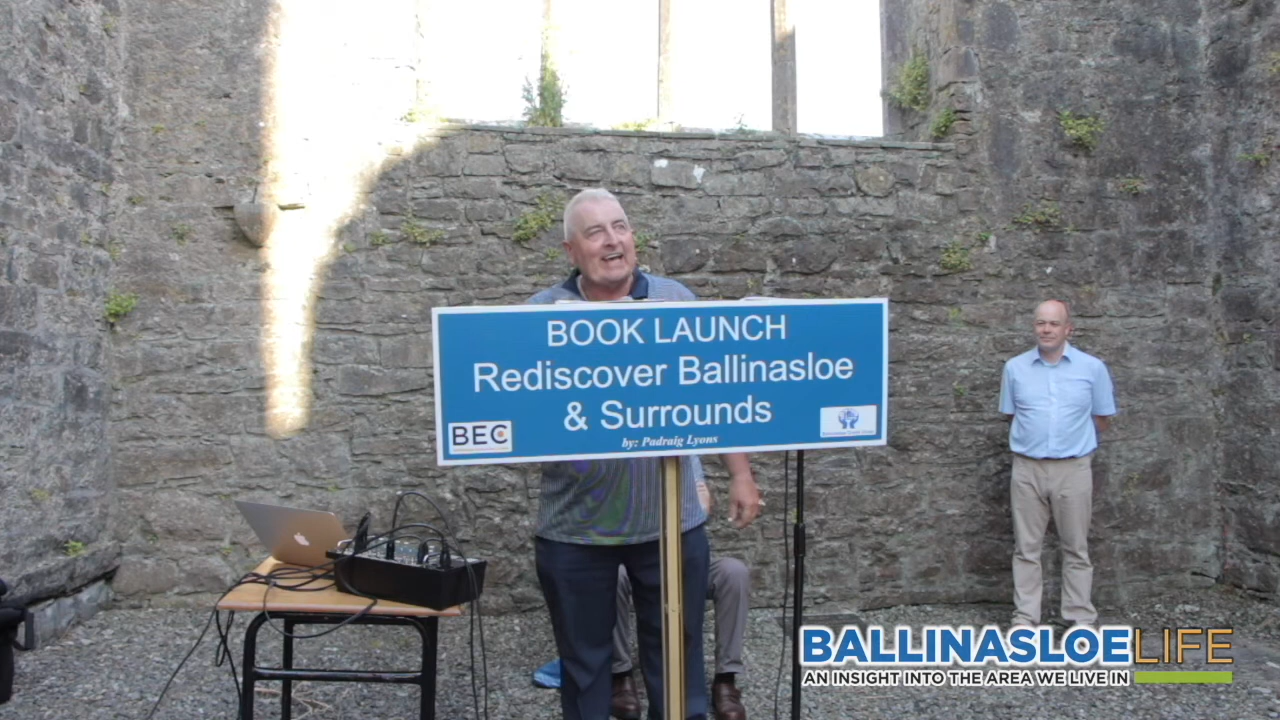 BOOK LAUNCH
Rediscover Ballinasloe
& Surrounds
by: Padraig Lyons
BEC
BALLINASLOELIFE
AN INSIGHT INTO THE AREA WE LIVE IN